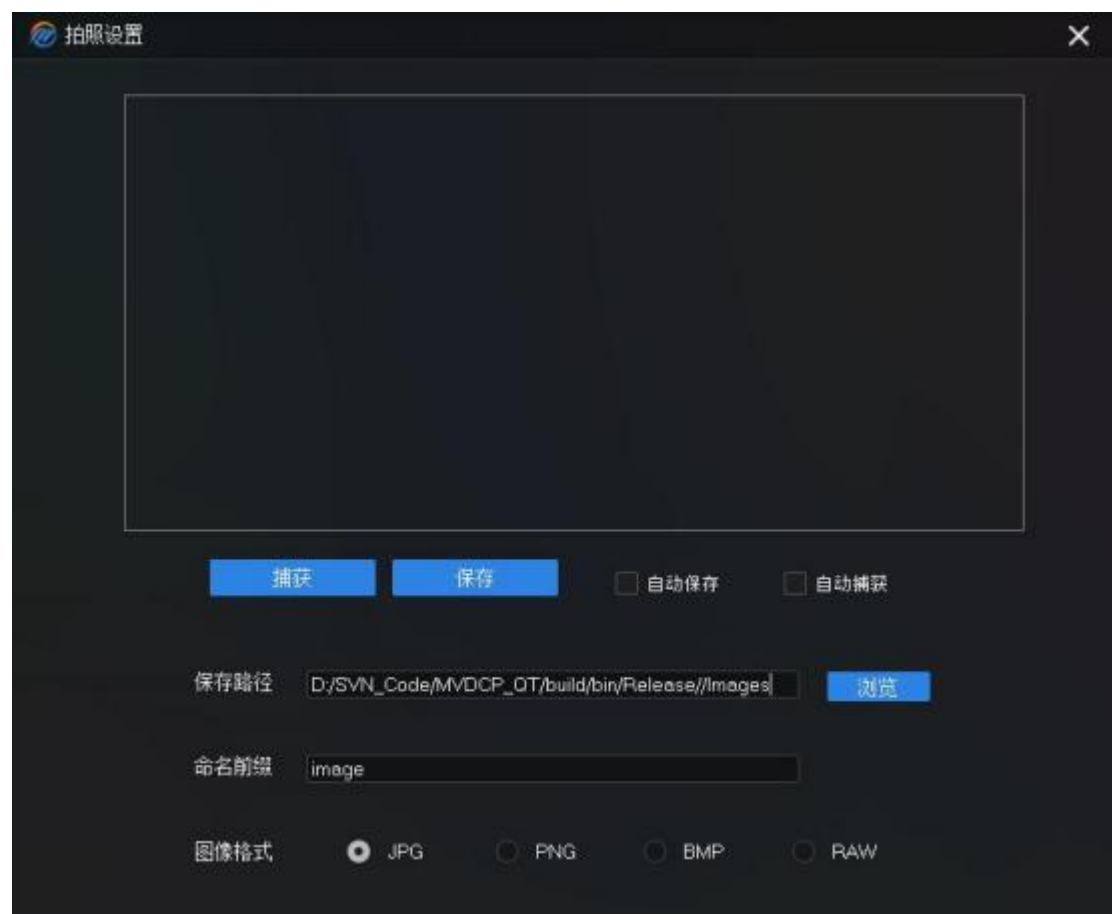 拍照设置
捕获 保存 自动保存 自动捕获
保存路径 D:/SVN_Code/MVDCP_OT/build/bin/Release//Images 浏览
命名前缀 image
图像格式 JPG PNG BMP RAW